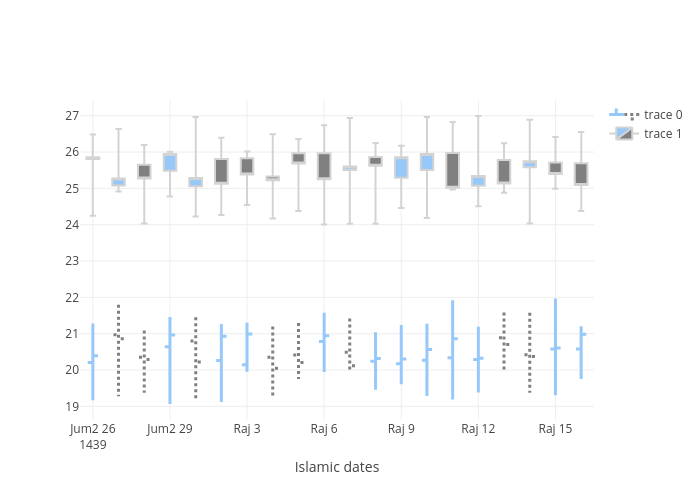 27
26
25
24
23
22
21
20
19
Jum2 26
1439
Jum2 29
Raj 3
Raj 6
Raj 9
Raj 12
Raj 15
Islamic dates
trace 0
trace 1